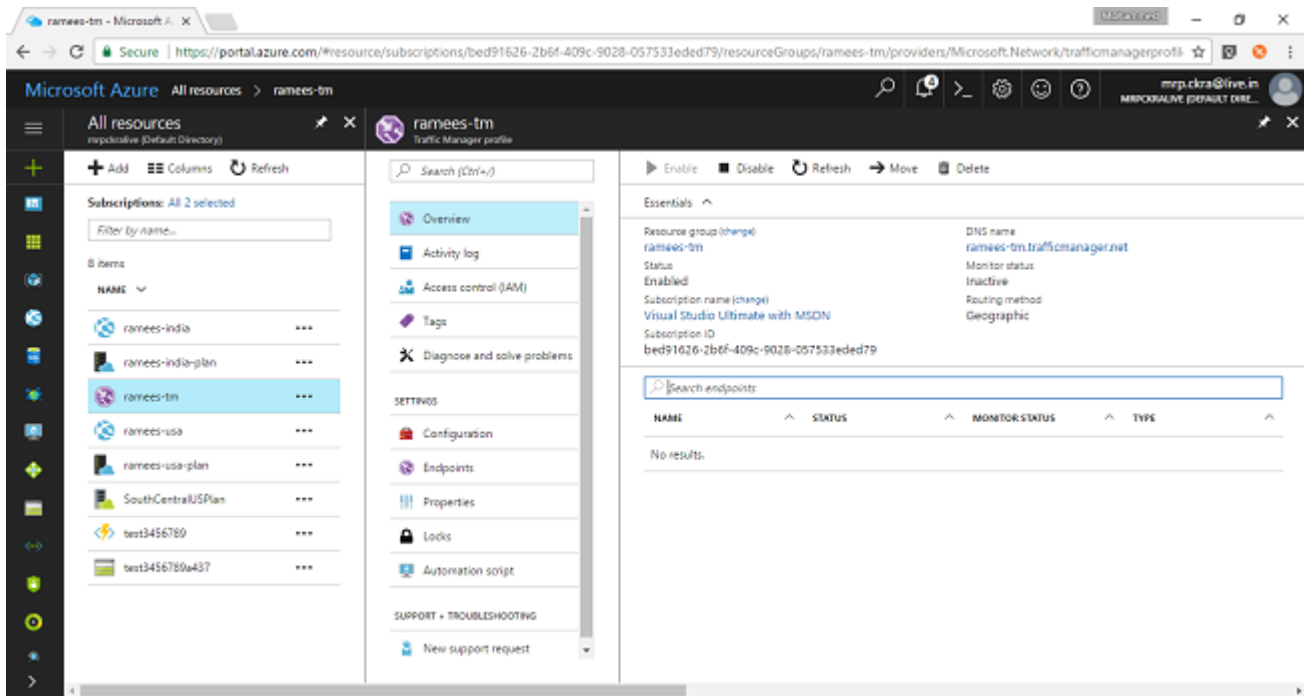 ramees-tm - Microsoft A
Mohammed
Secure | https://portal.azure.com/#resource/subscriptions/bed91626-2b6f-409c-9028-057533eded79/resourceGroups/ramees-tm/providers/Microsoft.Network/trafficmanagerprofil
Microsoft Azure All resources > ramees-tm
4
mrp.ckra@live.in
MRPCKRALIVE (DEFAULT DIRE...
All resources
mrpckralive (Default Directory)
ramees-tm
Traffic Manager profile
Add Columns Refresh
Subscriptions: All 2 selected
Filter by name...
8 items
NAME
ramees-india
ramees-india-plan
ramees-tm
ramees-usa
ramees-usa-plan
SouthCentralUSPlan
test3456789
test3456789a437
Search (Ctrl+/)
Overview
Activity log
Access control (IAM)
Tags
Diagnose and solve problems
SETTINGS
Configuration
Endpoints
Properties
Locks
Automation script
SUPPORT + TROUBLESHOOTING
New support request
Enable Disable Refresh Move Delete
Essentials
Resource group (change)
ramees-tm
Status
Enabled
Subscription name (change)
Visual Studio Ultimate with MSDN
Subscription ID
bed91626-2b6f-409c-9028-057533eded79
DNS name
ramees-tm.trafficmanager.net
Monitor status
Inactive
Routing method
Geographic
Search endpoints
NAME STATUS MONITOR STATUS TYPE
No results.